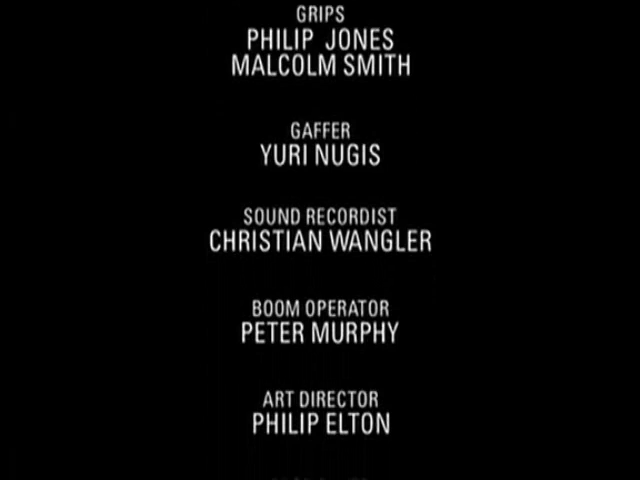 GRIPS
PHILIP JONES
MALCOLM SMITH
GAFFER
YURI NUGIS
SOUND RECORDIST
CHRISTIAN WANGLER
BOOM OPERATOR
PETER MURPHY
ART DIRECTOR
PHILIP ELTON